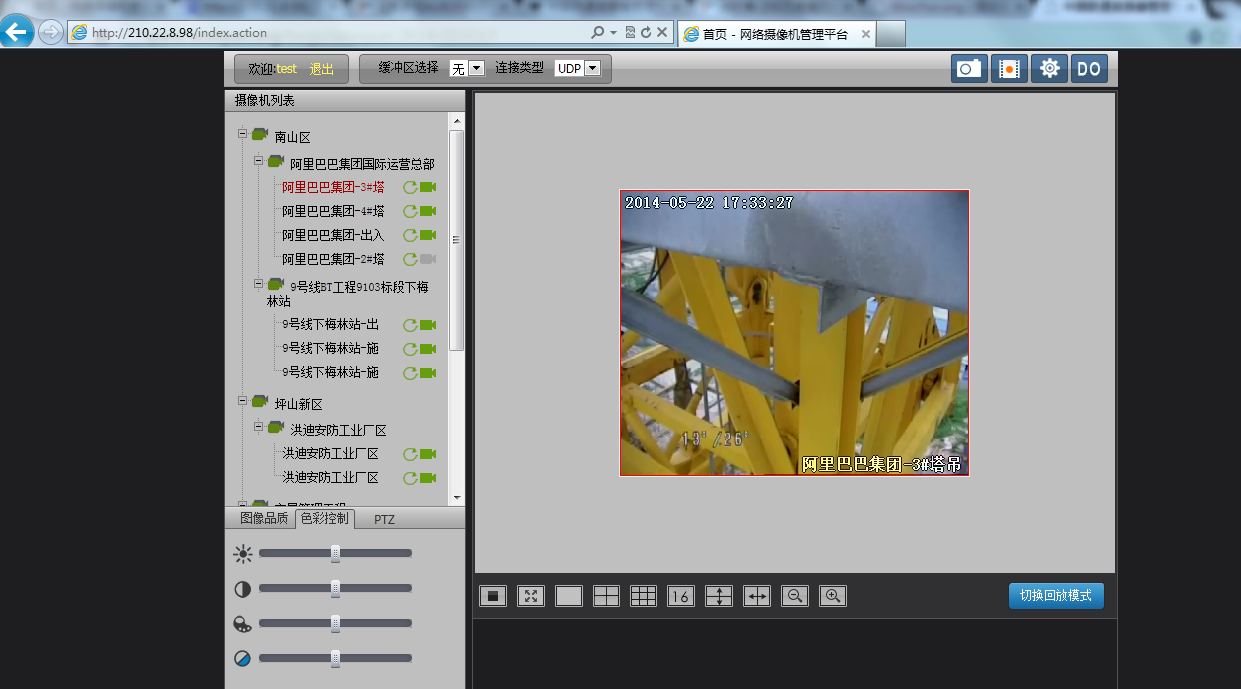 http://210.22.8.98/index.action
首页 - 网络摄像机管理平台
欢迎:test 退出
缓冲区选择 无 连接类型 UDP
DO
摄像机列表
南山区
阿里巴巴集团国际运营总部
阿里巴巴集团-3#塔
阿里巴巴集团-4#塔
阿里巴巴集团-出入
阿里巴巴集团-2#塔
9号线BT工程9103标段下梅
林站
9号线下梅林站-出
9号线下梅林站-施
9号线下梅林站-施
坪山新区
洪迪安防工业厂区
洪迪安防工业厂区
洪迪安防工业厂区
图像品质 色彩控制 PTZ
2014-05-22 17:33:27
13° /26°
阿里巴巴集团-3#塔吊
16
切换回放模式